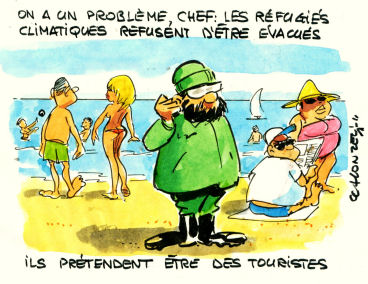 ON A UN PROBLÈME, CHEF: LES RÉFUGIÉS
CLIMATIQUES REFUSENT D'ÊTRE ÉVACUÉS
ILS PRÉTENDENT ÊTRE DES TOURISTES